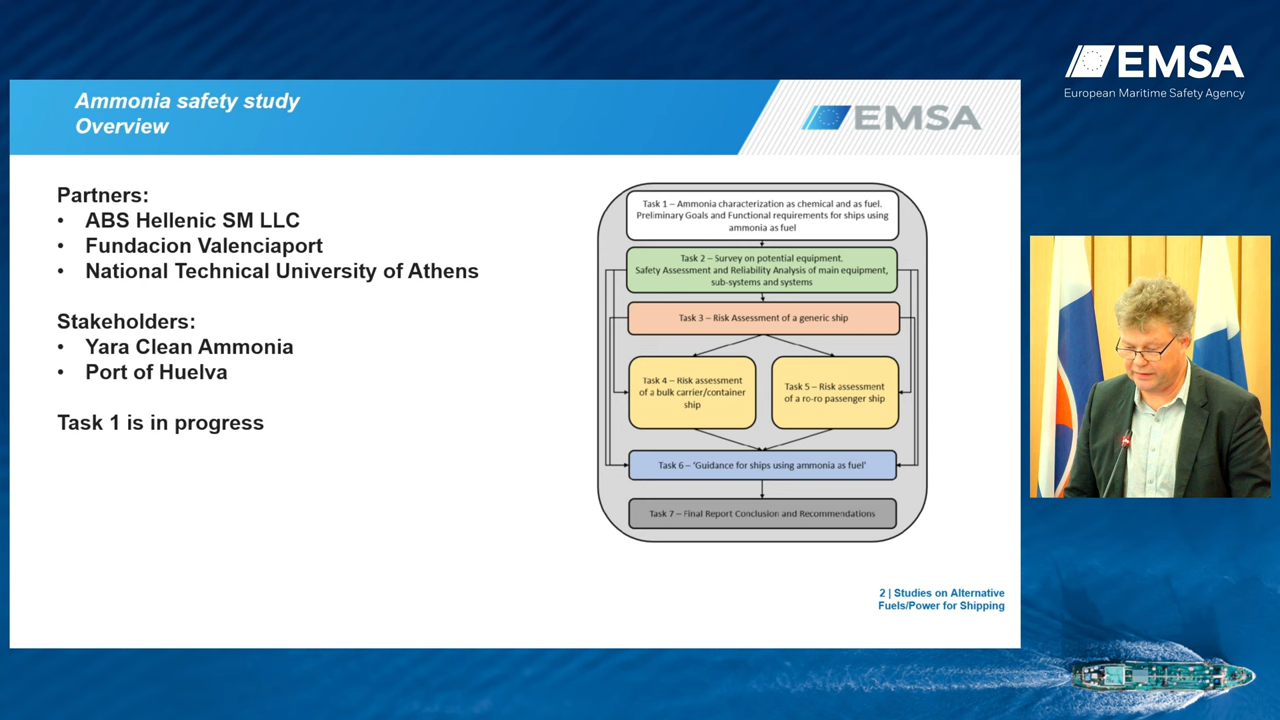 EMSA
European Maritime Safety Agency
Ammonia safety study
Overview
EMSA
Partners:
• ABS Hellenic SM LLC
• Fundacion Valenciaport
• National Technical University of Athens
Stakeholders:
• Yara Clean Ammonia
• Port of Huelva
Task 1 is in progress
Task 1 – Ammonia characterization as chemical and as fuel.
Preliminary Goals and Functional requirements for ships using
ammonia as fuel
Task 2 – Survey on potential equipment.
Safety Assessment and Reliability Analysis of main equipment,
sub-systems and systems
Task 3 – Risk Assessment of a generic ship
Task 4 – Risk assessment
of a bulk carrier/container
ship
Task 5 – Risk assessment
of a ro-ro passenger ship
Task 6 – 'Guidance for ships using ammonia as fuel'
Task 7 – Final Report Conclusion and Recommendations
2 | Studies on Alternative
Fuels/Power for Shipping